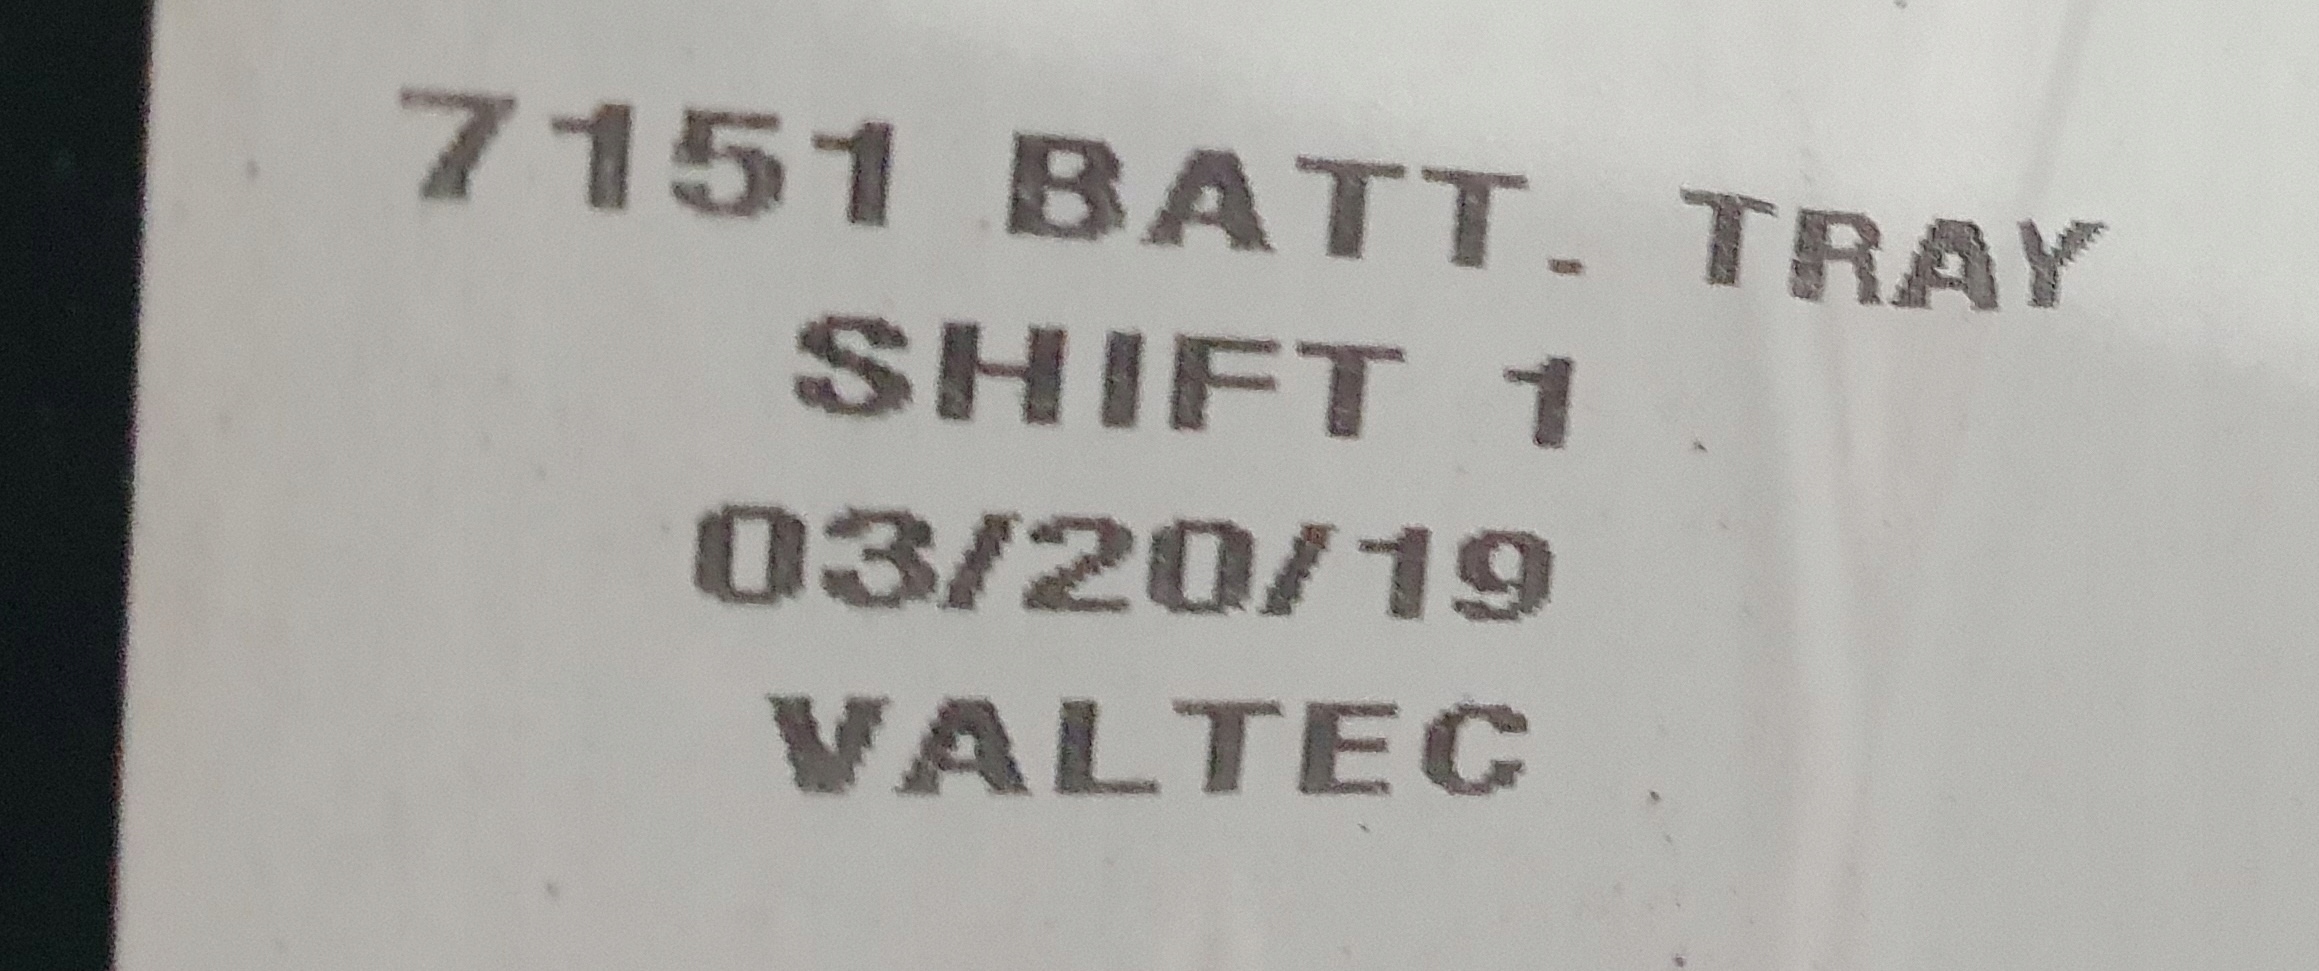 7151 BATT. TRAY
SHIFT 1
03/20/19
VALTEC